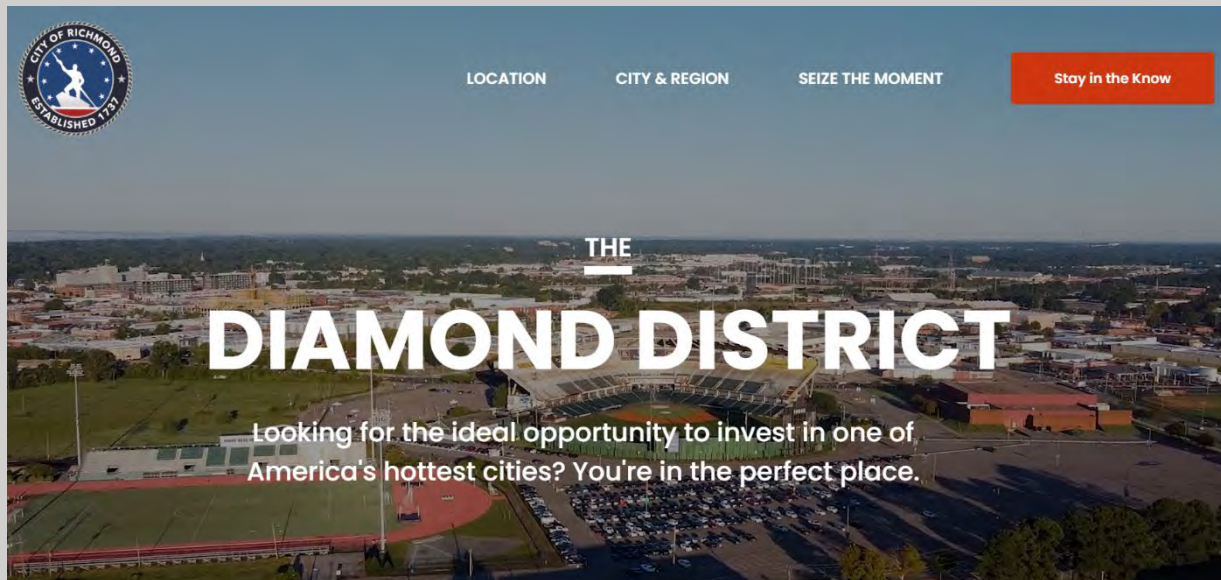 CITY OF RICHMOND
ESTABLISHED 1737
LOCATION
CITY & REGION
SEIZE THE MOMENT
Stay in the Know
THE
DIAMOND DISTRICT
Looking for the ideal opportunity to invest in one of
America's hottest cities? You're in the perfect place.